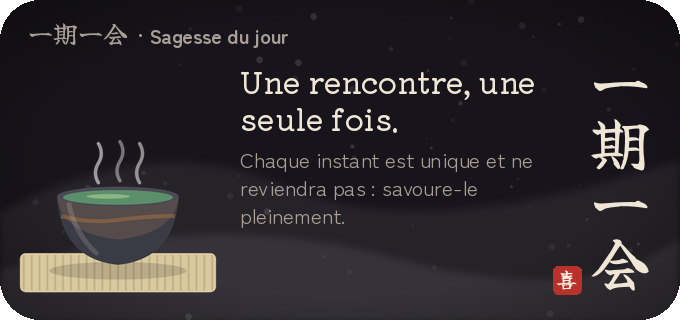 一期一会 · Sagesse du jour
Une rencontre, une
seule fois.
Chaque instant est unique et ne
reviendra pas : savoure-le
pleinement.
一期一会
喜